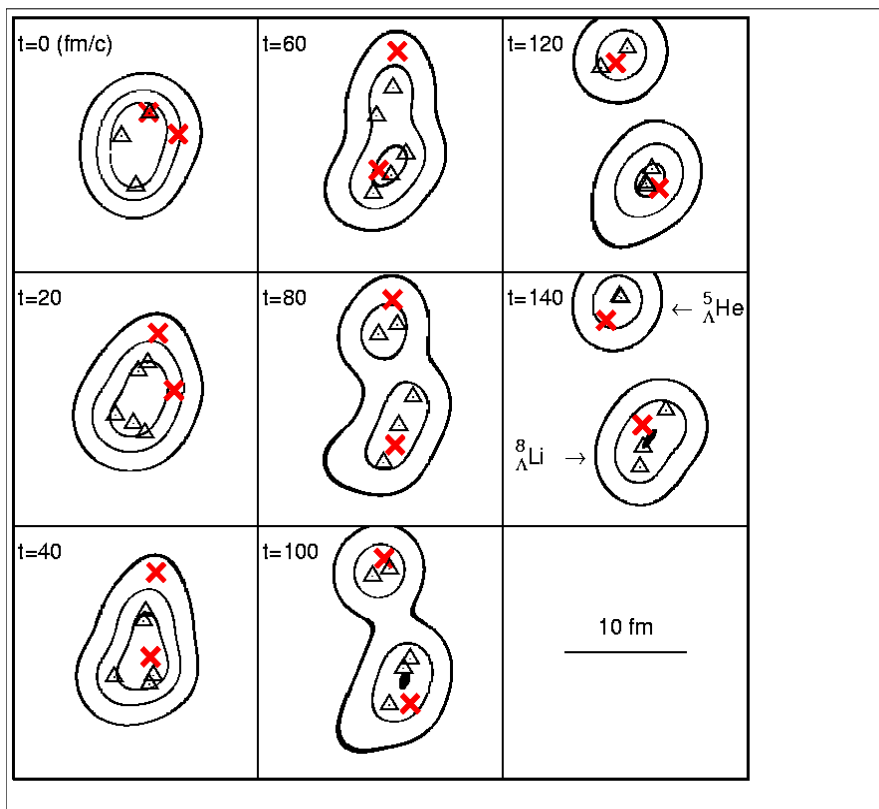 t=0 (fm/c)
t=60
t=120
t=20
t=80
t=140
← ⁵ΛHe
⁸ΛLi →
t=40
t=100
10 fm